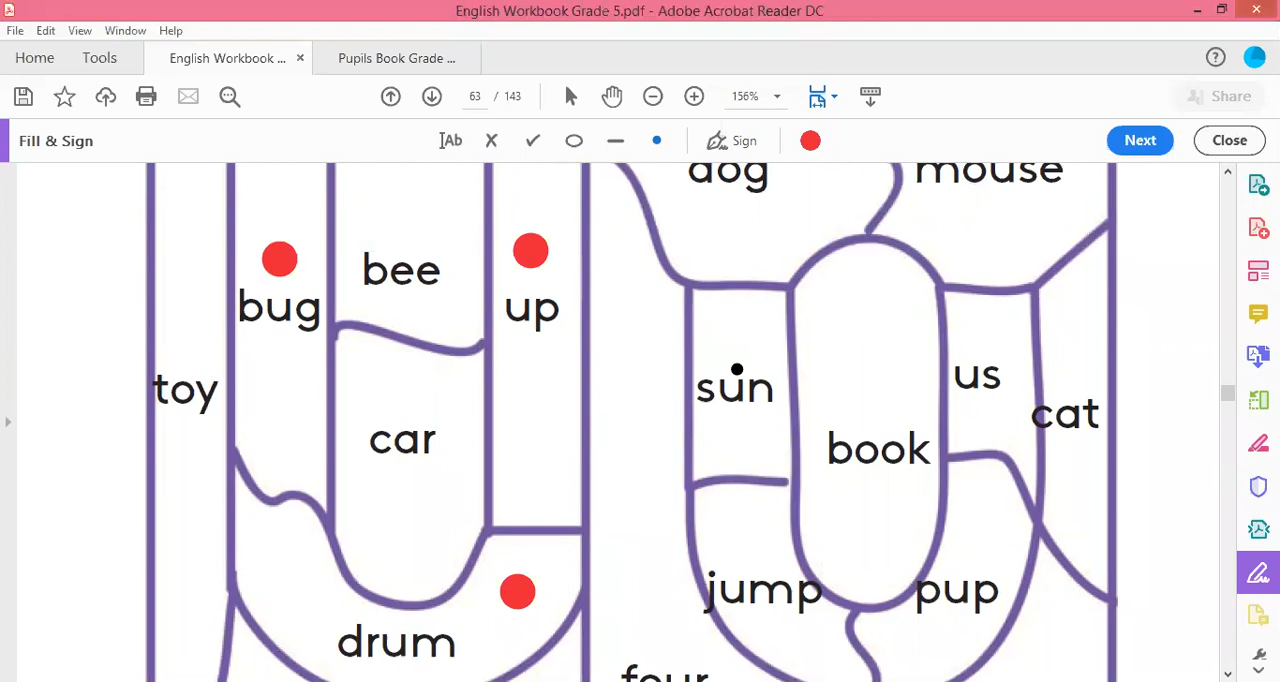 English Workbook Grade 5.pdf - Adobe Acrobat Reader DC
File Edit View Window Help
Home Tools English Workbook ... × Pupils Book Grade ...
63 / 143 156% Share
Fill & Sign Ab Sign Next Close
dog mouse
bee
bug up
toy sun us
car book cat
jump pup
drum
four